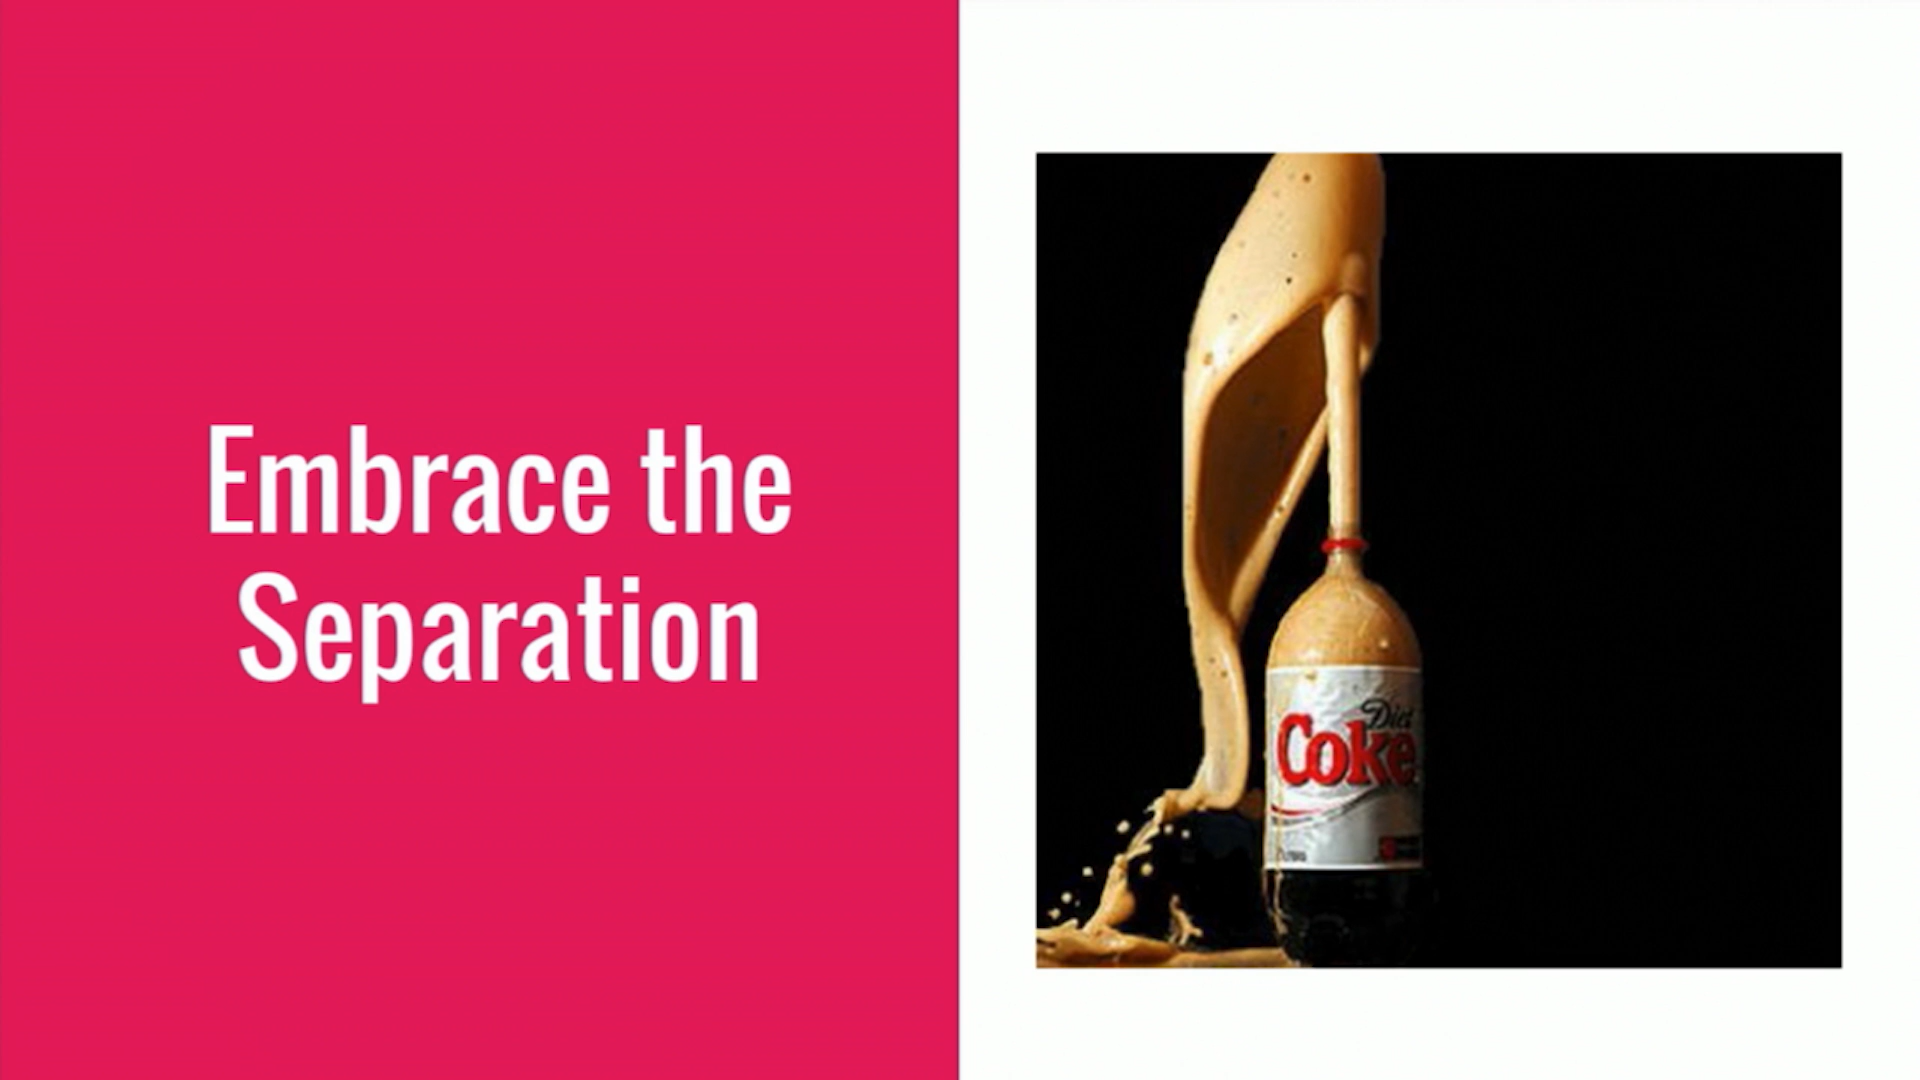 Embrace the
Separation
Diet
Coke